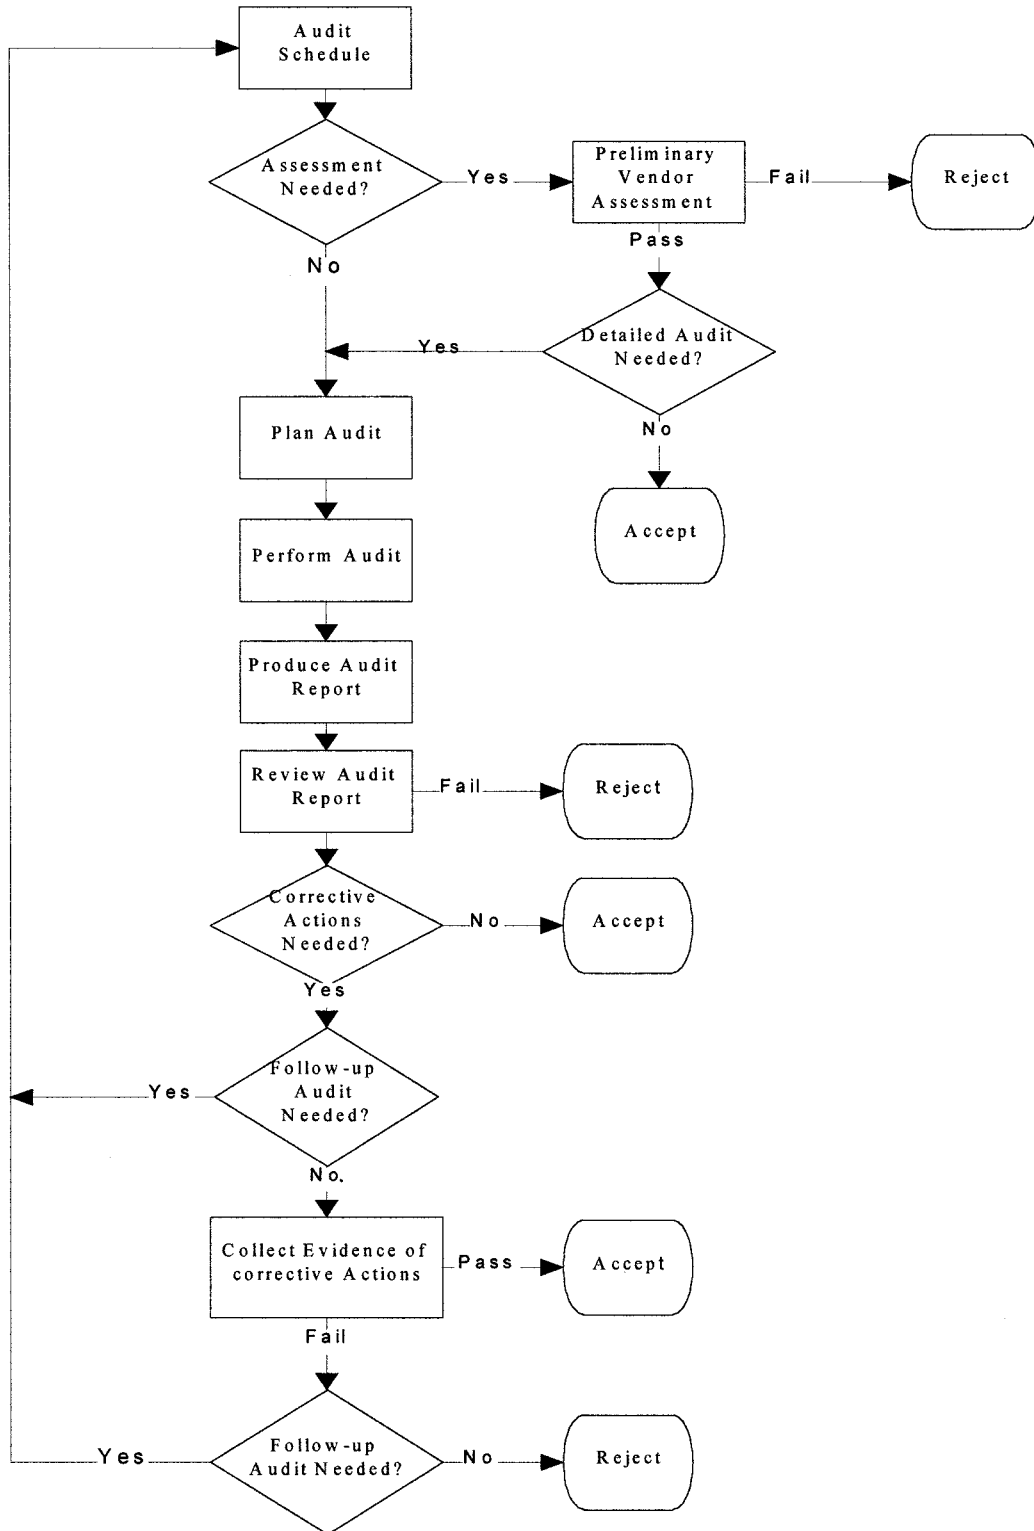 Audit
Schedule
Assessment
Needed?
Yes
Preliminary
Vendor
Assessment
Fail
Reject
No
Pass
Detailed Audit
Needed?
Yes
No
Accept
Plan Audit
Perform Audit
Produce Audit
Report
Review Audit
Report
Fail
Reject
Corrective
Actions
Needed?
No
Accept
Yes
Follow-up
Audit
Needed?
Yes
No.
Collect Evidence of
corrective Actions
Pass
Accept
Fail
Follow-up
Audit Needed?
Yes
No
Reject